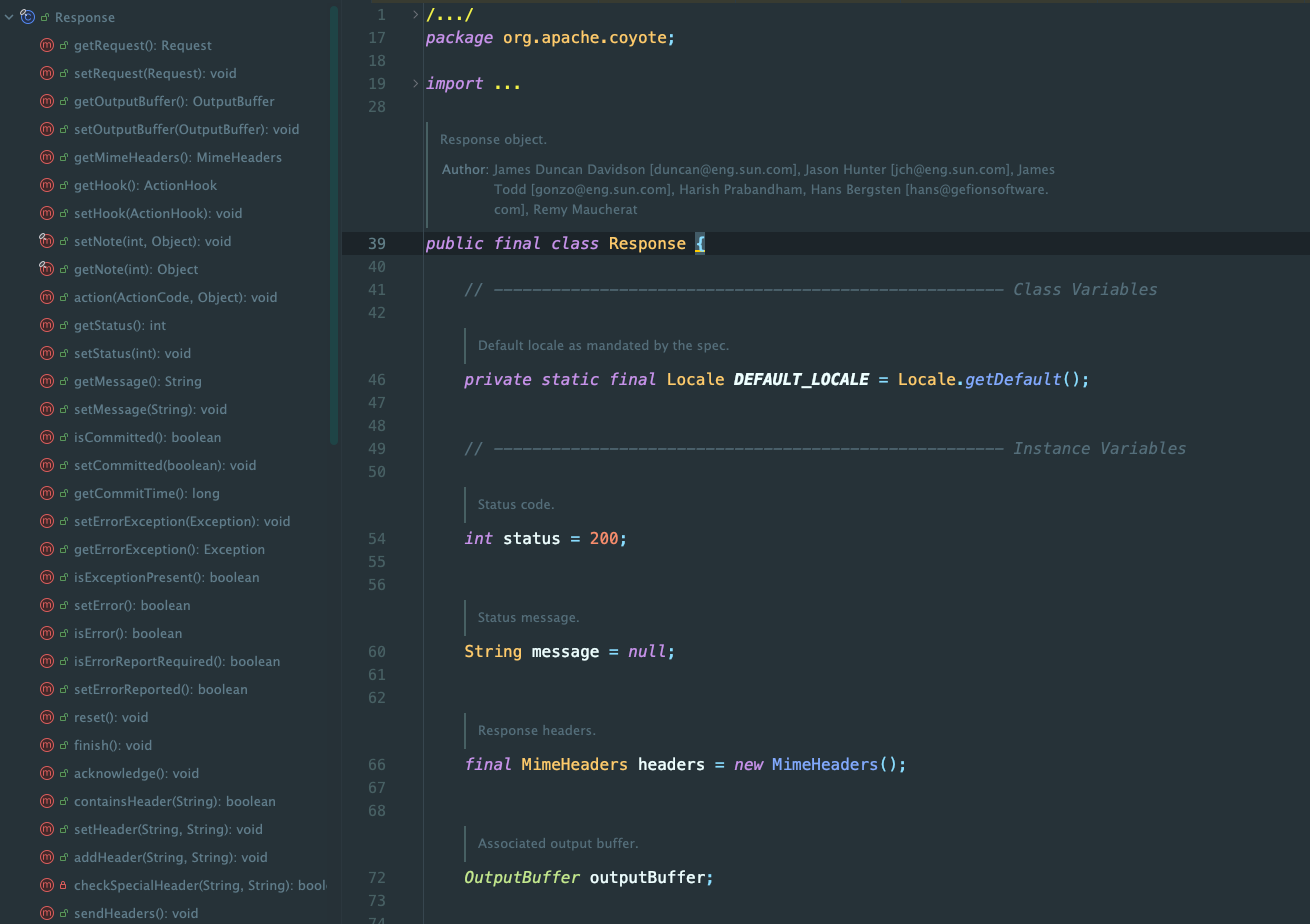 Response
getRequest(): Request
setRequest(Request): void
getOutputBuffer(): OutputBuffer
setOutputBuffer(OutputBuffer): void
getMimeHeaders(): MimeHeaders
getHook(): ActionHook
setHook(ActionHook): void
setNote(int, Object): void
getNote(int): Object
action(ActionCode, Object): void
getStatus(): int
setStatus(int): void
getMessage(): String
setMessage(String): void
isCommitted(): boolean
setCommitted(boolean): void
getCommitTime(): long
setErrorException(Exception): void
getErrorException(): Exception
isExceptionPresent(): boolean
setError(): boolean
isError(): boolean
isErrorReportRequired(): boolean
setErrorReported(): boolean
reset(): void
finish(): void
acknowledge(): void
containsHeader(String): boolean
setHeader(String, String): void
addHeader(String, String): void
checkSpecialHeader(String, String): bool
sendHeaders(): void
1 /.../
17 package org.apache.coyote;
18
19 import ...
28
Response object.
Author: James Duncan Davidson [duncan@eng.sun.com], Jason Hunter [jch@eng.sun.com], James
Todd [gonzo@eng.sun.com], Harish Prabandham, Hans Bergsten [hans@gefionsoftware.
com], Remy Maucherat
39 public final class Response {
40
41 // ----------------------------------------------------- Class Variables
42
Default locale as mandated by the spec.
46 private static final Locale DEFAULT_LOCALE = Locale.getDefault();
47
48
49 // ----------------------------------------------------- Instance Variables
50
Status code.
54 int status = 200;
55
56
Status message.
60 String message = null;
61
62
Response headers.
66 final MimeHeaders headers = new MimeHeaders();
67
68
Associated output buffer.
72 OutputBuffer outputBuffer;
73
74